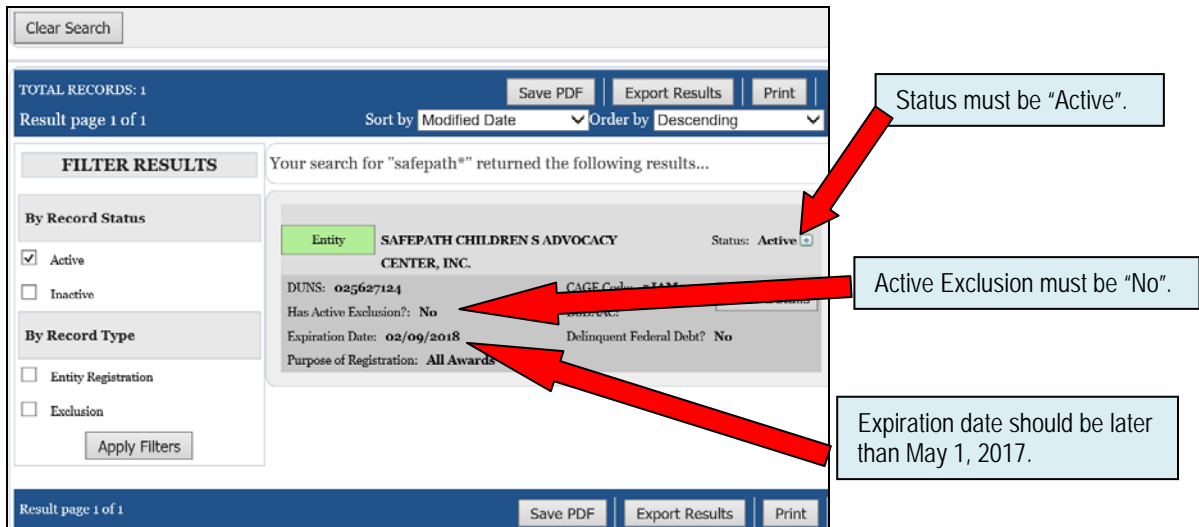 Clear Search
TOTAL RECORDS: 1
Save PDF
Export Results
Print
Result page 1 of 1
Sort by Modified Date
Order by Descending
FILTER RESULTS
By Record Status
Active
Inactive
By Record Type
Entity Registration
Exclusion
Apply Filters
Your search for "safepath*" returned the following results...
Entity
SAFEPATH CHILDREN S ADVOCACY
CENTER, INC.
Status: Active
DUNS: 025627124
CAGE Code:
Has Active Exclusion?: No
Expiration Date: 02/09/2018
Delinquent Federal Debt? No
Purpose of Registration: All Awards
Result page 1 of 1
Save PDF
Export Results
Print
Status must be “Active”.
Active Exclusion must be “No”.
Expiration date should be later
than May 1, 2017.